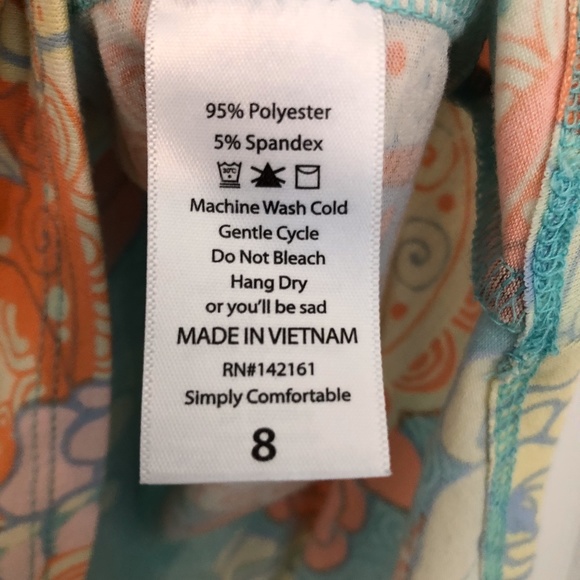 95% Polyester
5% Spandex
30°C
Machine Wash Cold
Gentle Cycle
Do Not Bleach
Hang Dry
or you'll be sad
MADE IN VIETNAM
RN#142161
Simply Comfortable
8